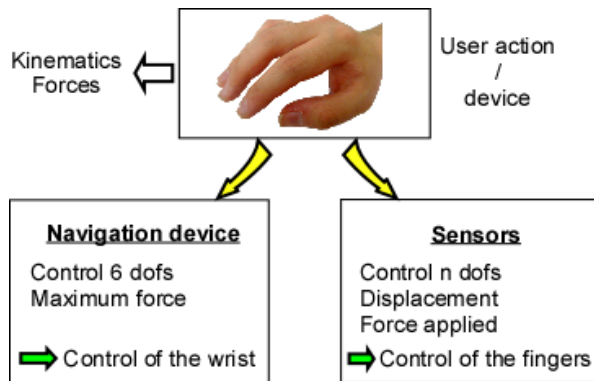 Kinematics
Forces
User action
/
device
Navigation device
Control 6 dofs
Maximum force
Control of the wrist
Sensors
Control n dofs
Displacement
Force applied
Control of the fingers